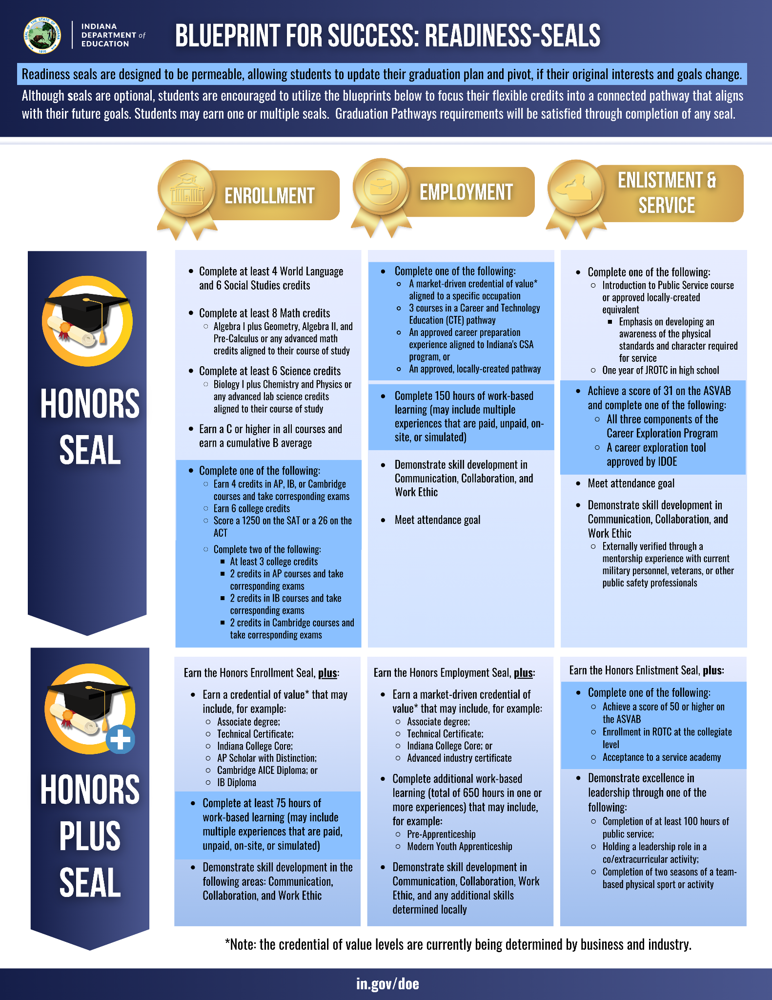 SEAL OF THE STATE OF INDIANA
1816
INDIANA
DEPARTMENT of
EDUCATION
BLUEPRINT FOR SUCCESS: READINESS-SEALS
Readiness seals are designed to be permeable, allowing students to update their graduation plan and pivot, if their original interests and goals change.
Although seals are optional, students are encouraged to utilize the blueprints below to focus their flexible credits into a connected pathway that aligns
with their future goals. Students may earn one or multiple seals. Graduation Pathways requirements will be satisfied through completion of any seal.
ENROLLMENT
EMPLOYMENT
ENLISTMENT &
SERVICE
HONORS
SEAL
• Complete at least 4 World Language
and 6 Social Studies credits
• Complete at least 8 Math credits
○ Algebra I plus Geometry, Algebra II, and
Pre-Calculus or any advanced math
credits aligned to their course of study
• Complete at least 6 Science credits
○ Biology I plus Chemistry and Physics or
any advanced lab science credits
aligned to their course of study
• Earn a C or higher in all courses and
earn a cumulative B average
• Complete one of the following:
○ Earn 4 credits in AP, IB, or Cambridge
courses and take corresponding exams
○ Earn 6 college credits
○ Score a 1250 on the SAT or a 26 on the
ACT
○ Complete two of the following:
■ At least 3 college credits
■ 2 credits in AP courses and take
corresponding exams
■ 2 credits in IB courses and take
corresponding exams
■ 2 credits in Cambridge courses and
take corresponding exams
• Complete one of the following:
○ A market-driven credential of value*
aligned to a specific occupation
○ 3 courses in a Career and Technology
Education (CTE) pathway
○ An approved career preparation
experience aligned to Indiana's CSA
program, or
○ An approved, locally-created pathway
• Complete 150 hours of work-based
learning (may include multiple
experiences that are paid, unpaid, on-
site, or simulated)
• Demonstrate skill development in
Communication, Collaboration, and
Work Ethic
• Meet attendance goal
• Complete one of the following:
○ Introduction to Public Service course
or approved locally-created
equivalent
■ Emphasis on developing an
awareness of the physical
standards and character required
for service
○ One year of JROTC in high school
• Achieve a score of 31 on the ASVAB
and complete one of the following:
○ All three components of the
Career Exploration Program
○ A career exploration tool
approved by IDOE
• Meet attendance goal
• Demonstrate skill development in
Communication, Collaboration, and
Work Ethic
○ Externally verified through a
mentorship experience with current
military personnel, veterans, or other
public safety professionals
HONORS
PLUS
SEAL
Earn the Honors Enrollment Seal, plus:
• Earn a credential of value* that may
include, for example:
○ Associate degree;
○ Technical Certificate;
○ Indiana College Core;
○ AP Scholar with Distinction;
○ Cambridge AICE Diploma; or
○ IB Diploma
• Complete at least 75 hours of
work-based learning (may include
multiple experiences that are paid,
unpaid, on-site, or simulated)
• Demonstrate skill development in the
following areas: Communication,
Collaboration, and Work Ethic
Earn the Honors Employment Seal, plus:
• Earn a market-driven credential of
value* that may include, for example:
○ Associate degree;
○ Technical Certificate;
○ Indiana College Core; or
○ Advanced industry certificate
• Complete additional work-based
learning (total of 650 hours in one or
more experiences) that may include,
for example:
○ Pre-Apprenticeship
○ Modern Youth Apprenticeship
• Demonstrate skill development in
Communication, Collaboration, Work
Ethic, and any additional skills
determined locally
Earn the Honors Enlistment Seal, plus:
• Complete one of the following:
○ Achieve a score of 50 or higher on
the ASVAB
○ Enrollment in ROTC at the collegiate
level
○ Acceptance to a service academy
• Demonstrate excellence in
leadership through one of the
following:
○ Completion of at least 100 hours of
public service;
○ Holding a leadership role in a
co/extracurricular activity;
○ Completion of two seasons of a team-
based physical sport or activity
*Note: the credential of value levels are currently being determined by business and industry.
in.gov/doe